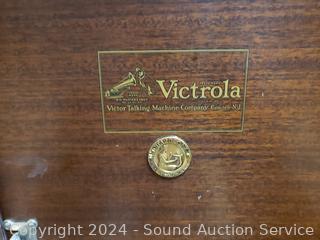 Victrola
Victor Talking Machine Company Camden N.J.
Copyright 2024 - Sound Auction Service